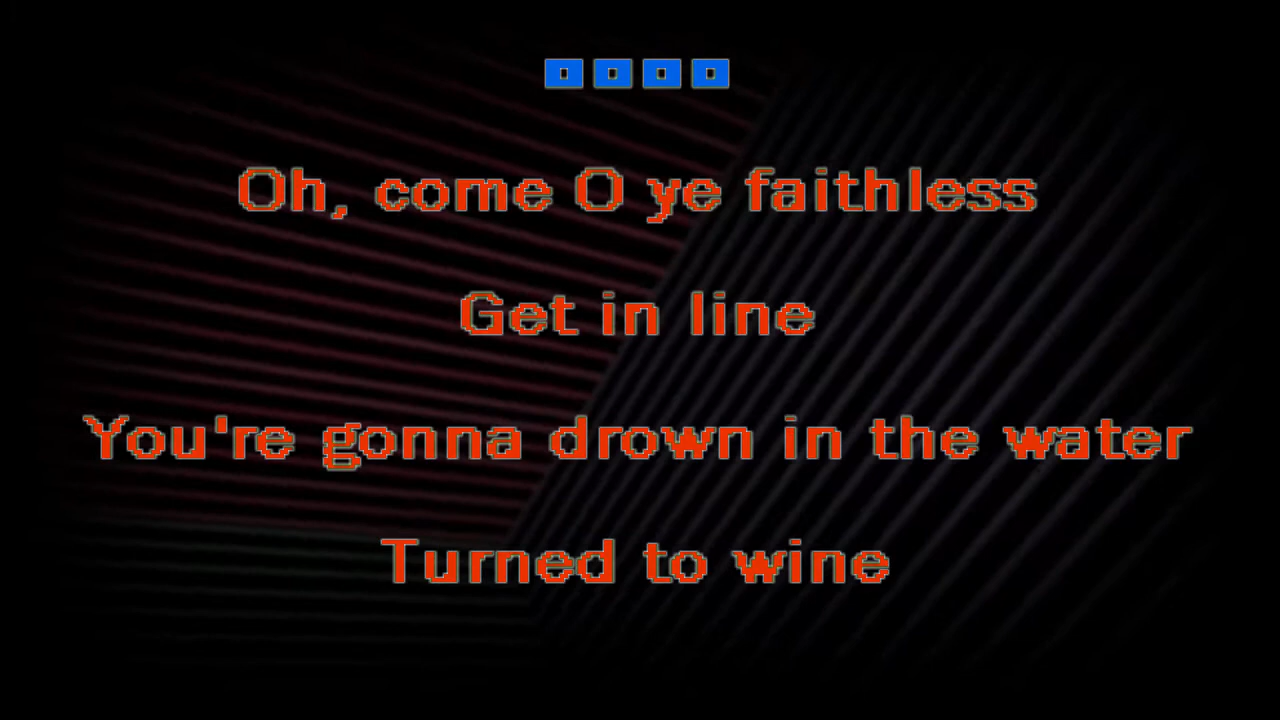 Oh, come O ye faithless
Get in line
You're gonna drown in the water
Turned to wine